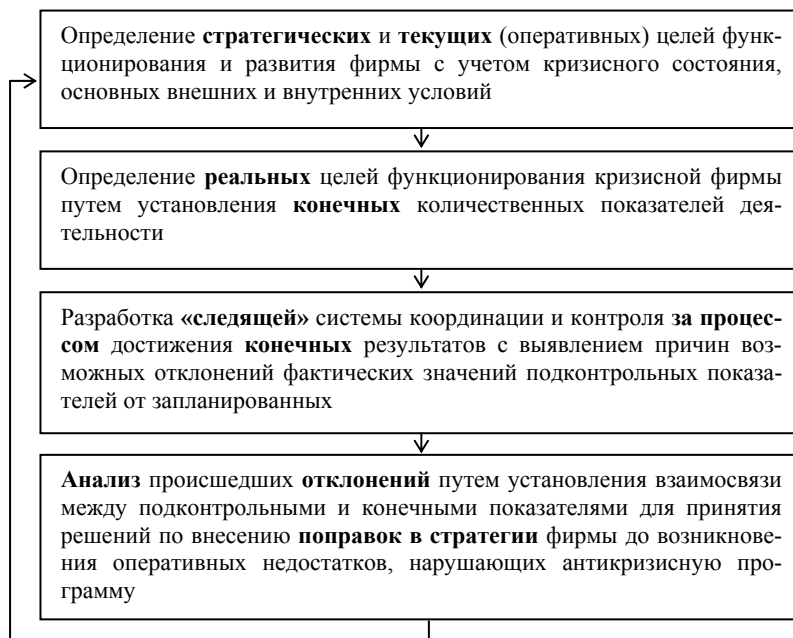 Определение стратегических и текущих (оперативных) целей функ-
ционирования и развития фирмы с учетом кризисного состояния,
основных внешних и внутренних условий
Определение реальных целей функционирования кризисной фирмы
путем установления конечных количественных показателей дея-
тельности
Разработка «следящей» системы координации и контроля за процес-
сом достижения конечных результатов с выявлением причин воз-
можных отклонений фактических значений подконтрольных показа-
телей от запланированных
Анализ происшедших отклонений путем установления взаимосвязи
между подконтрольными и конечными показателями для принятия
решений по внесению поправок в стратегии фирмы до возникнове-
ния оперативных недостатков, нарушающих антикризисную про-
грамму